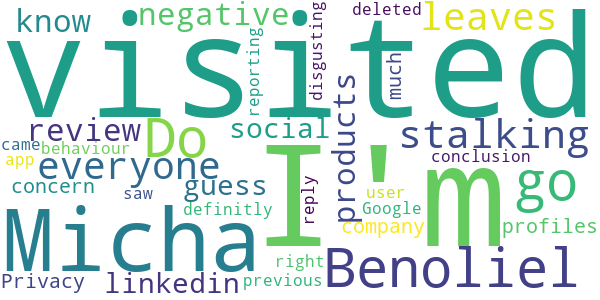 know negative reporting disgusting deleted leaves
visited
review Do social I'm products much stalking
came behaviour everyone conclusion
app concern saw guess reply user go
Micha definitly Google company profiles
right Benoliel
Privacy linkedin previous